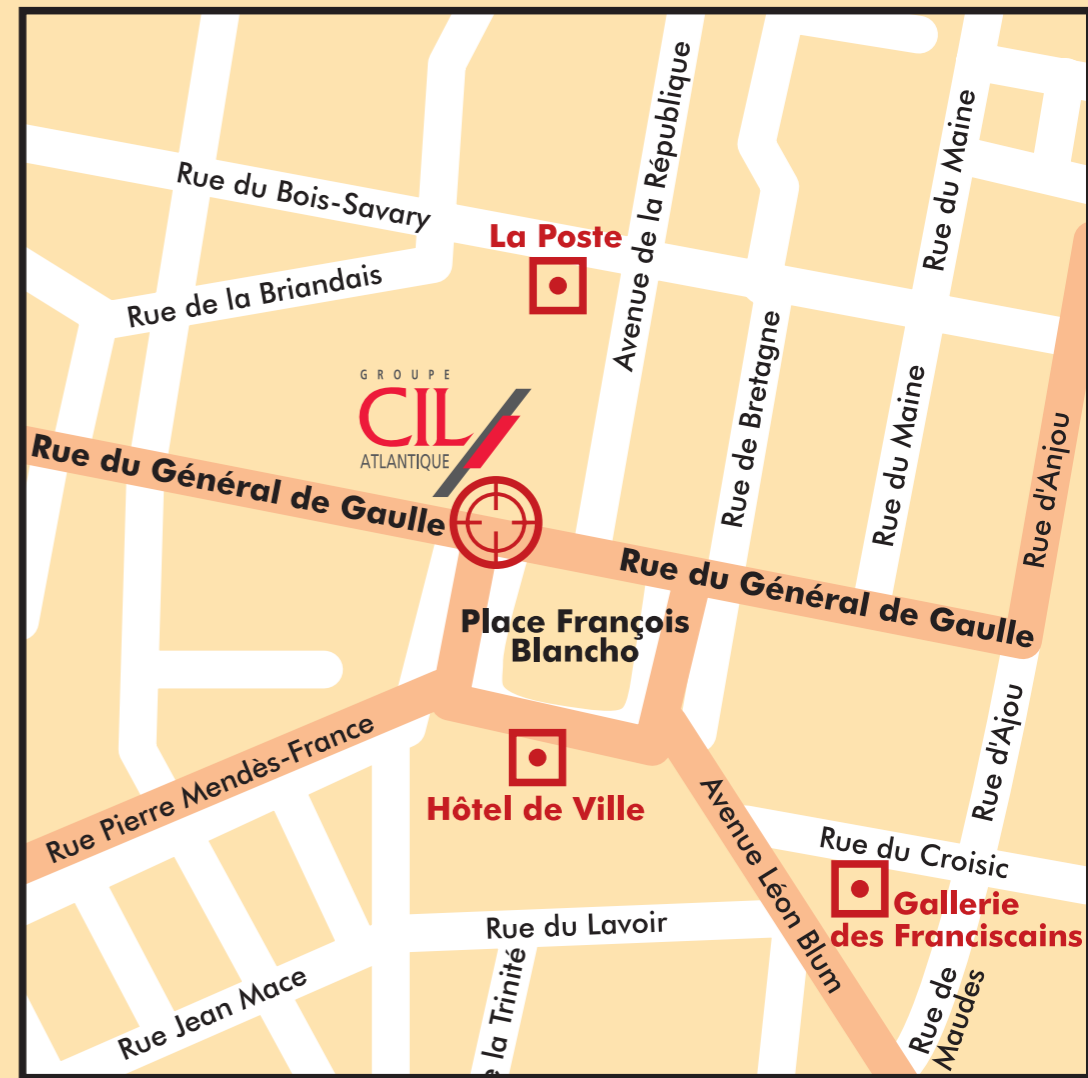 Rue du Bois-Savary
La Poste
Avenue de la République
Rue du Maine
Rue de la Briandais
GROUPE
CIL
ATLANTIQUE
Rue de Bretagne
Rue du Maine
Rue d'Anjou
Rue du Général de Gaulle
Rue du Général de Gaulle
Place François
Blancho
Rue Pierre Mendès-France
Hôtel de Ville
Rue d'Ajou
Avenue Léon Blum
Rue du Croisic
Gallerie
des Franciscains
Rue du Lavoir
Rue Jean Mace
e la Trinité
Rue de
Maudes